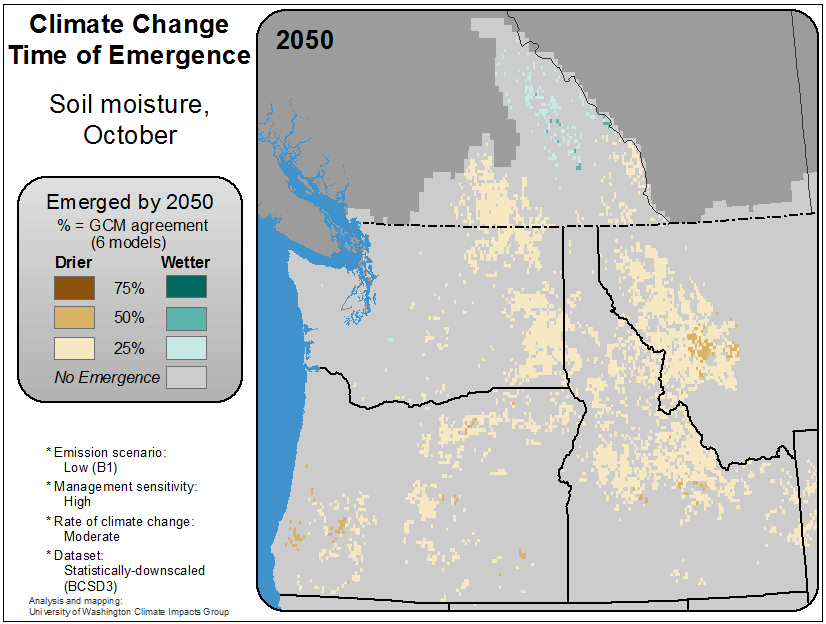 Climate Change
Time of Emergence
Soil moisture,
October
Emerged by 2050
% = GCM agreement
(6 models)
Drier Wetter
75%
50%
25%
No Emergence
* Emission scenario:
Low (B1)
* Management sensitivity:
High
* Rate of climate change:
Moderate
* Dataset:
Statistically-downscaled
(BCSD3)
Analysis and mapping:
University of Washington Climate Impacts Group
2050